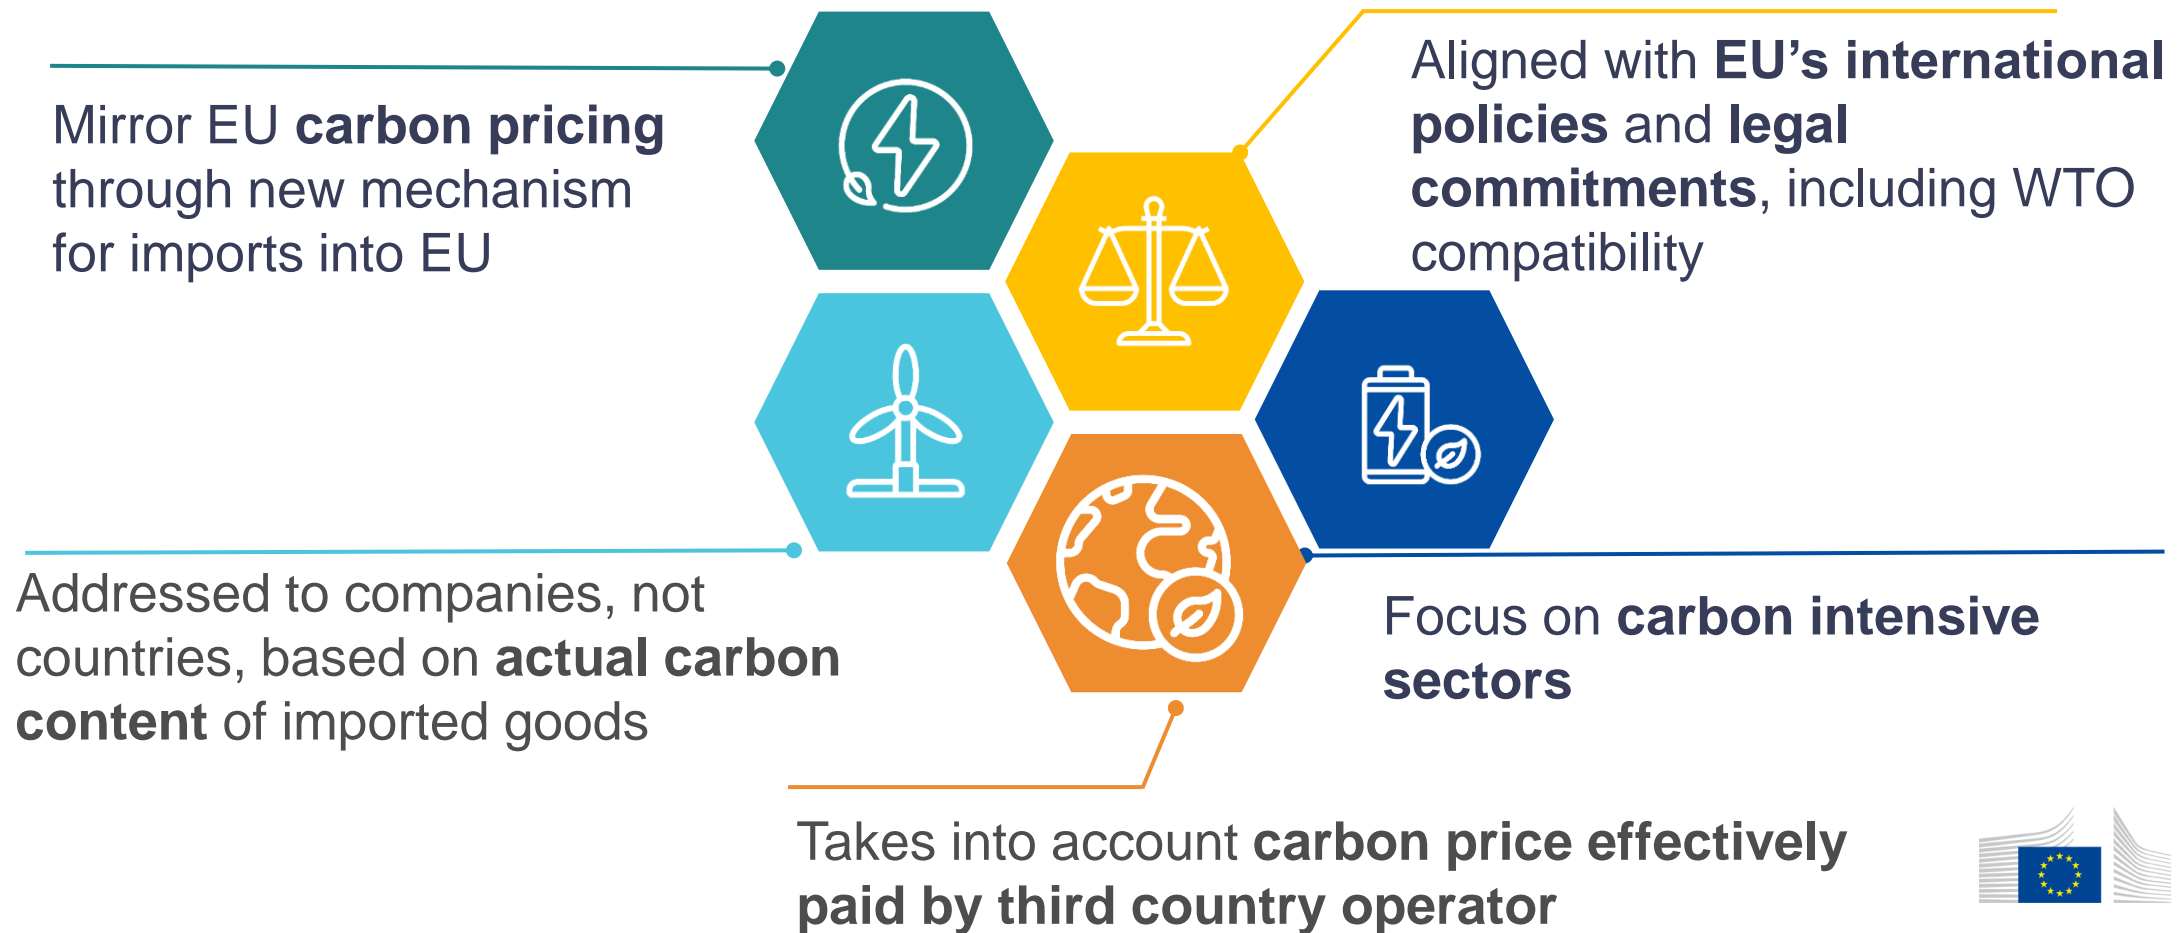 Mirror EU carbon pricing
through new mechanism
for imports into EU
Aligned with EU’s international
policies and legal
commitments, including WTO
compatibility
Addressed to companies, not
countries, based on actual carbon
content of imported goods
Focus on carbon intensive
sectors
Takes into account carbon price effectively
paid by third country operator